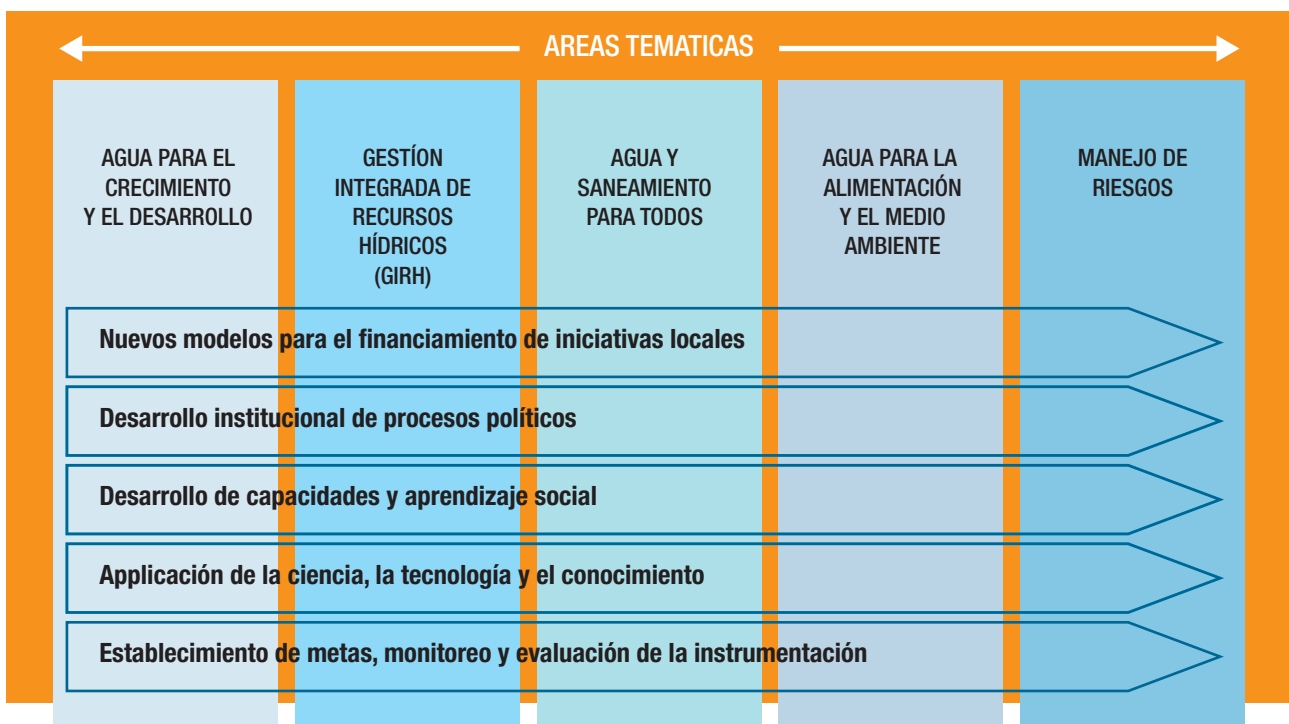 AREAS TEMATICAS
AGUA PARA EL
CRECIMIENTO
Y EL DESARROLLO
GESTÍON
INTEGRADA DE
RECURSOS
HÍDRICOS
(GIRH)
AGUA Y
SANEAMIENTO
PARA TODOS
AGUA PARA LA
ALIMENTACIÓN
Y EL MEDIO
AMBIENTE
MANEJO DE
RIESGOS
Nuevos modelos para el financiamiento de iniciativas locales
Desarrollo institucional de procesos políticos
Desarrollo de capacidades y aprendizaje social
Applicación de la ciencia, la tecnología y el conocimiento
Establecimiento de metas, monitoreo y evaluación de la instrumentación